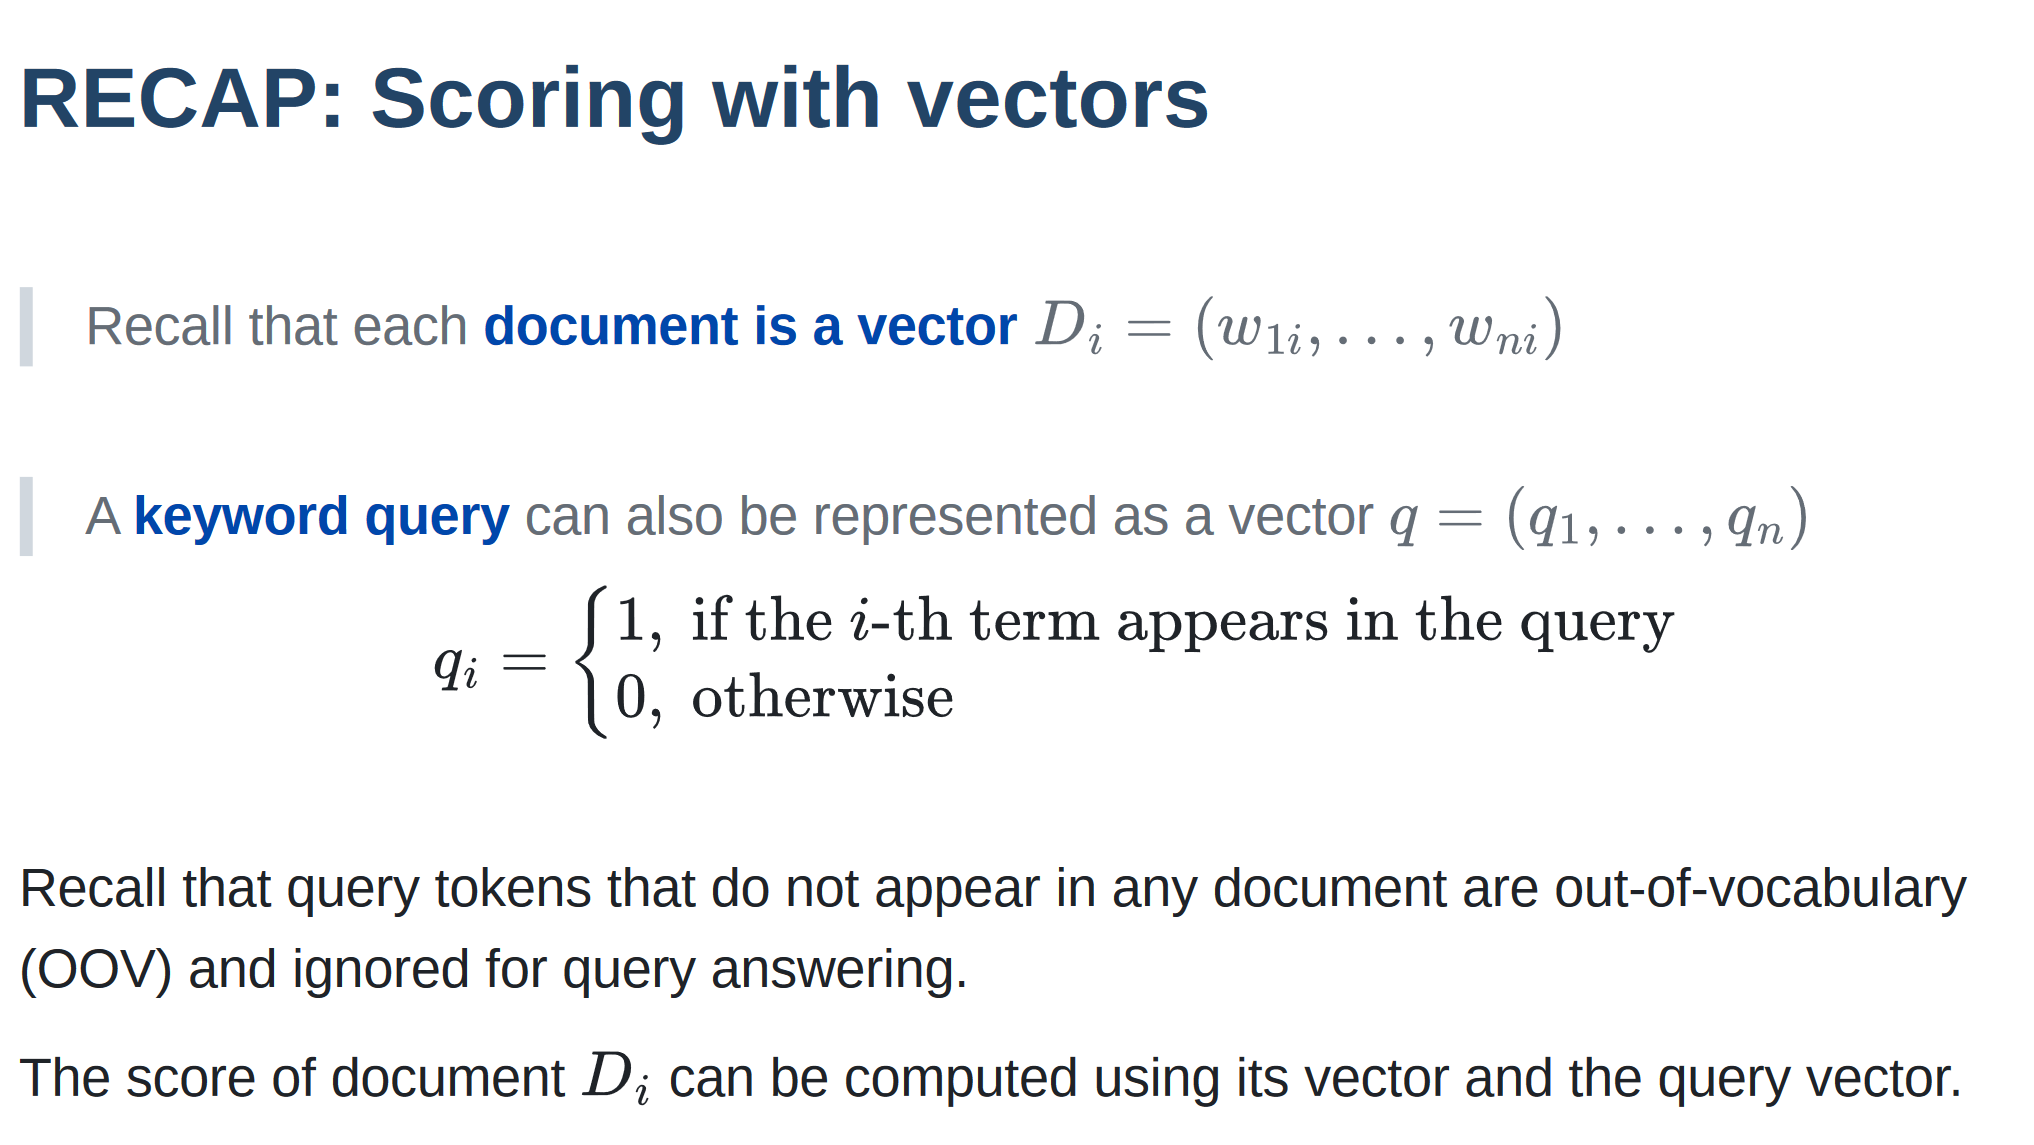 RECAP: Scoring with vectors
Recall that each document is a vector $D_i = (w_{1i}, \ldots, w_{ni})$
A keyword query can also be represented as a vector $q = (q_1, \ldots, q_n)$
$q_i = \begin{cases} 1, & \text{if the } i\text{-th term appears in the query} \\ 0, & \text{otherwise} \end{cases}$
Recall that query tokens that do not appear in any document are out-of-vocabulary
(OOV) and ignored for query answering.
The score of document $D_i$ can be computed using its vector and the query vector.